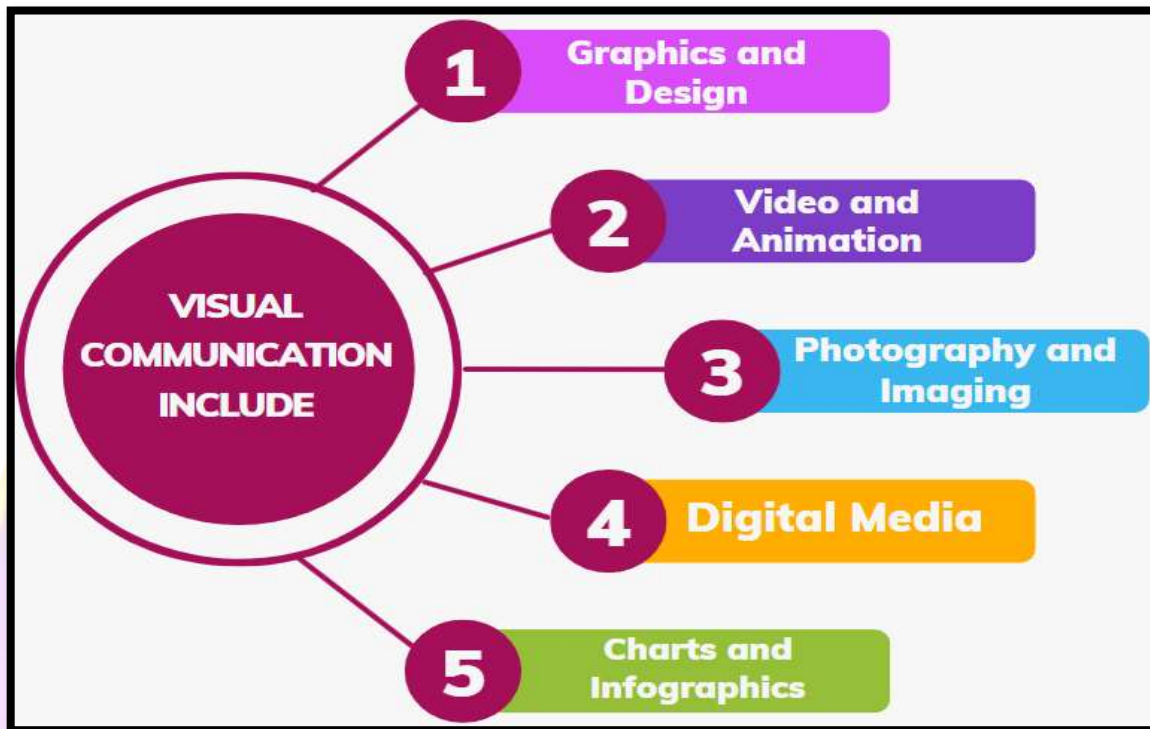 VISUAL
COMMUNICATION
INCLUDE
1
Graphics and
Design
2
Video and
Animation
3
Photography and
Imaging
4
Digital Media
5
Charts and
Infographics